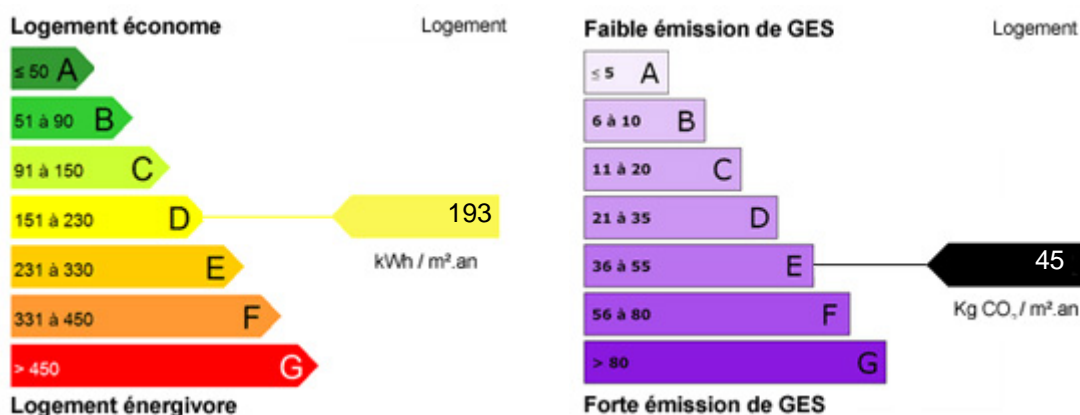 Logement économe Logement
≤ 50 A
51 à 90 B
91 à 150 C
151 à 230 D 193
kWh / m².an
231 à 330 E
331 à 450 F
> 450 G
Logement énergivore
Faible émission de GES Logement
≤ 5 A
6 à 10 B
11 à 20 C
21 à 35 D
36 à 55 E 45
Kg CO₂ / m².an
56 à 80 F
> 80 G
Forte émission de GES